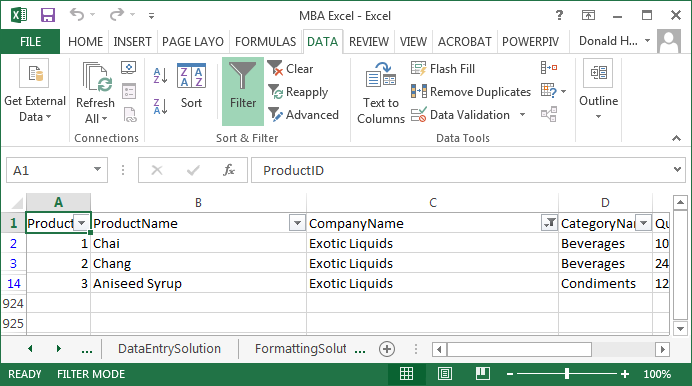 MBA Excel - Excel
FILE HOME INSERT PAGE LAYO FORMULAS DATA REVIEW VIEW ACROBAT POWERPIV Donald H...
Get External Data
Refresh All
Connections
Sort
Filter
Clear
Reapply
Advanced
Sort & Filter
Text to Columns
Flash Fill
Remove Duplicates
Data Validation
Data Tools
Outline
A1 fx ProductID
A B C D
1 Product ProductName CompanyName CategoryNa Qu
2 1 Chai Exotic Liquids Beverages 10
3 2 Chang Exotic Liquids Beverages 24
14 3 Aniseed Syrup Exotic Liquids Condiments 12
924
925
... DataEntrySolution FormattingSolut ...
READY FILTER MODE 100%